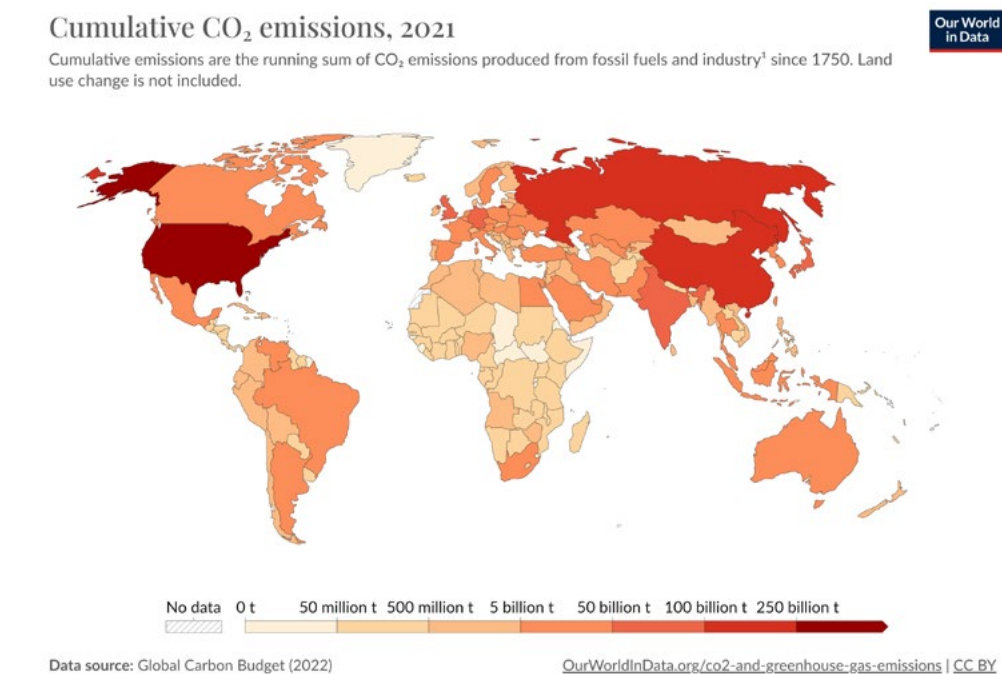 Cumulative CO₂ emissions, 2021
Our World
in Data
Cumulative emissions are the running sum of CO₂ emissions produced from fossil fuels and industry¹ since 1750. Land
use change is not included.
No data 0 t 50 million t 500 million t 5 billion t 50 billion t 100 billion t 250 billion t
Data source: Global Carbon Budget (2022) OurWorldInData.org/co2-and-greenhouse-gas-emissions | CC BY